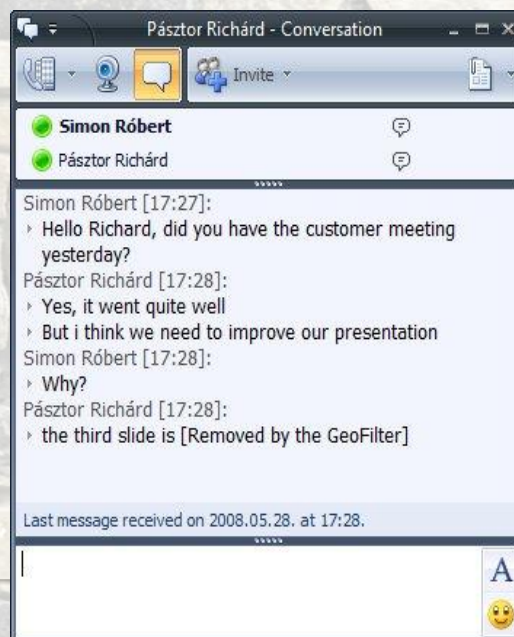 Pásztor Richárd - Conversation
Invite
Simon Róbert
Pásztor Richárd
Simon Róbert [17:27]:
Hello Richard, did you have the customer meeting
yesterday?
Pásztor Richárd [17:28]:
Yes, it went quite well
But i think we need to improve our presentation
Simon Róbert [17:28]:
Why?
Pásztor Richárd [17:28]:
the third slide is [Removed by the GeoFilter]
Last message received on 2008.05.28. at 17:28.
A